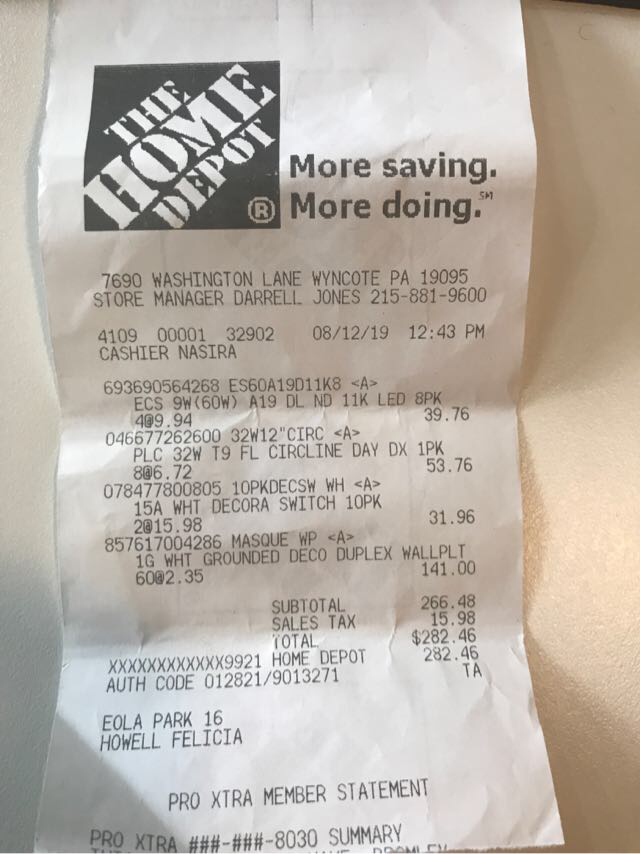 THE
HOME
DEPOT
®
More saving.
More doing.℠
7690 WASHINGTON LANE WYNCOTE PA 19095
STORE MANAGER DARRELL JONES 215-881-9600
4109 00001 32902 08/12/19 12:43 PM
CASHIER NASIRA
693690564268 ES60A19D11K8 <A>
ECS 9W(60W) A19 DL ND 11K LED 8PK
4@9.94 39.76
046677262600 32W12"CIRC <A>
PLC 32W T9 FL CIRCLINE DAY DX 1PK
8@6.72 53.76
078477800805 10PKDECSW WH <A>
15A WHT DECORA SWITCH 10PK
2@15.98 31.96
857617004286 MASQUE WP <A>
1G WHT GROUNDED DECO DUPLEX WALLPLT
60@2.35 141.00
SUBTOTAL 266.48
SALES TAX 15.98
TOTAL $282.46
XXXXXXXXXXXX9921 HOME DEPOT 282.46
AUTH CODE 012821/9013271 TA
EOLA PARK 16
HOWELL FELICIA
PRO XTRA MEMBER STATEMENT
PRO XTRA ###-###-8030 SUMMARY